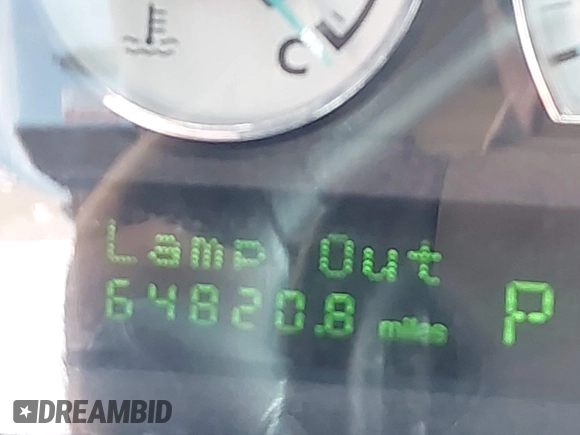 C
Lamp Out
64820.8 miles P
DREAMBID